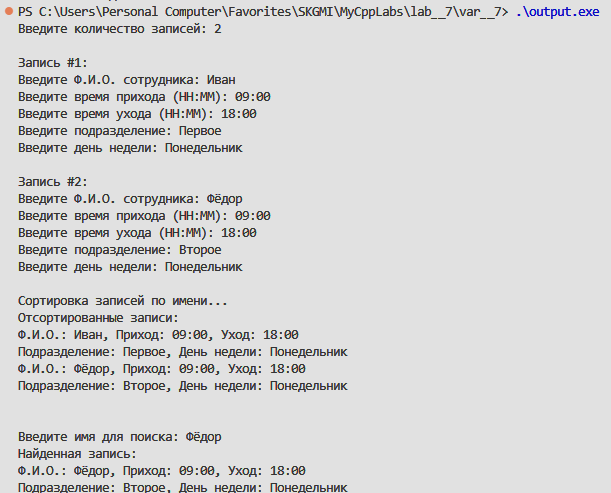 PS C:\Users\Personal Computer\Favorites\SKGMI\MyCppLabs\lab__7\var__7> .\output.exe
Введите количество записей: 2
Запись #1:
Введите Ф.И.О. сотрудника: Иван
Введите время прихода (HH:MM): 09:00
Введите время ухода (HH:MM): 18:00
Введите подразделение: Первое
Введите день недели: Понедельник
Запись #2:
Введите Ф.И.О. сотрудника: Фёдор
Введите время прихода (HH:MM): 09:00
Введите время ухода (HH:MM): 18:00
Введите подразделение: Второе
Введите день недели: Понедельник
Сортировка записей по имени...
Отсортированные записи:
Ф.И.О.: Иван, Приход: 09:00, Уход: 18:00
Подразделение: Первое, День недели: Понедельник
Ф.И.О.: Фёдор, Приход: 09:00, Уход: 18:00
Подразделение: Второе, День недели: Понедельник
Введите имя для поиска: Фёдор
Найденная запись:
Ф.И.О.: Фёдор, Приход: 09:00, Уход: 18:00
Подразделение: Второе, День недели: Понедельник